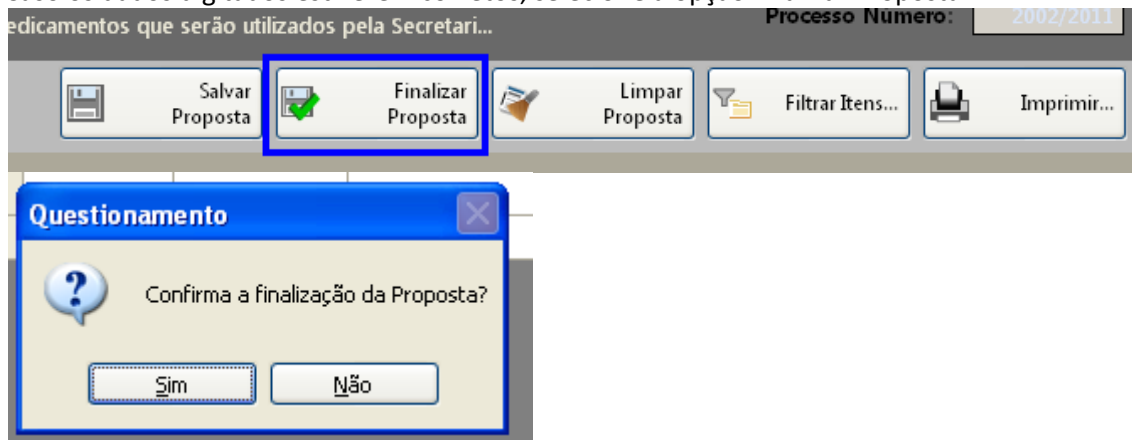 edicamentos que serão utilizados pela Secretari...
Processo Número:
2002/2011
Salvar
Proposta
Finalizar
Proposta
Limpar
Proposta
Filtrar Itens...
Imprimir...
Questionamento
Confirma a finalização da Proposta?
Sim
Não